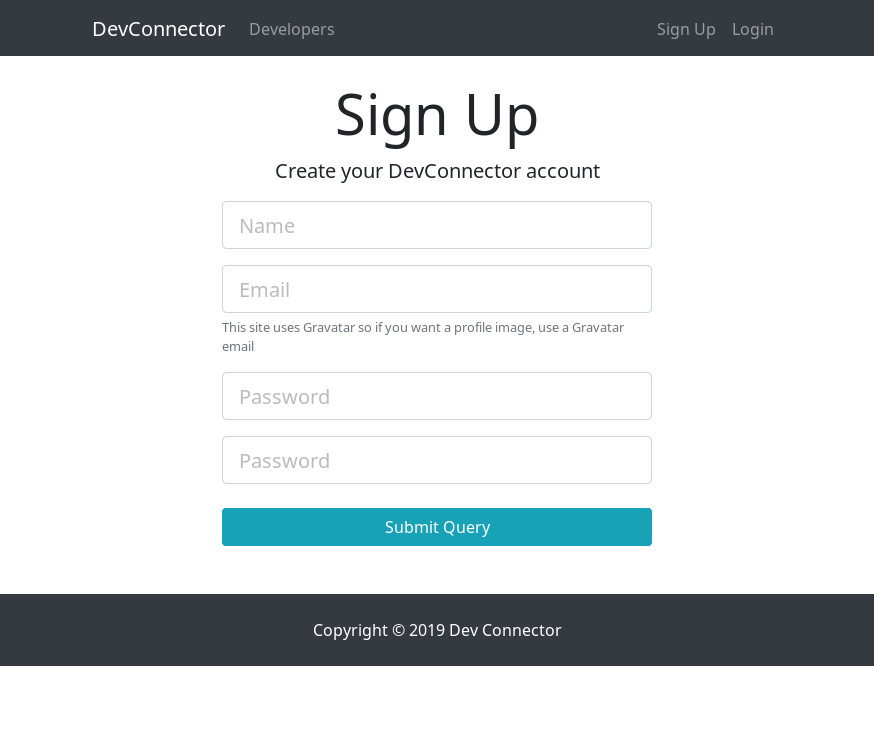 DevConnector Developers Sign Up Login
Sign Up
Create your DevConnector account
Name
Email
This site uses Gravatar so if you want a profile image, use a Gravatar
email
Password
Password
Submit Query
Copyright © 2019 Dev Connector